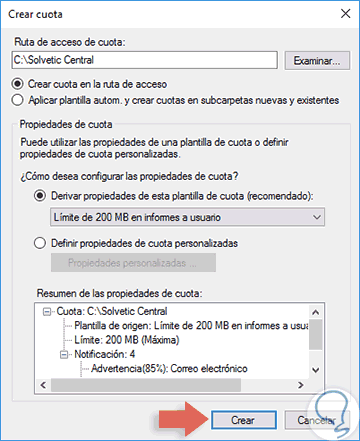 Crear cuota
Ruta de acceso de cuota:
C:\Solvetic Central
Examinar...
Crear cuota en la ruta de acceso
Aplicar plantilla autom. y crear cuotas en subcarpetas nuevas y existentes
Propiedades de cuota
Puede utilizar las propiedades de una plantilla de cuota o definir
propiedades de cuota personalizadas.
¿Cómo desea configurar las propiedades de cuota?
Derivar propiedades de esta plantilla de cuota (recomendado):
Límite de 200 MB en informes a usuario
Definir propiedades de cuota personalizadas
Propiedades personalizadas ...
Resumen de las propiedades de cuota:
Cuota: C:\Solvetic Central
Plantilla de origen: Límite de 200 MB en informes a usua
Límite: 200 MB (Máxima)
Notificación: 4
Advertencia(85%): Correo electrónico
Crear
Cancelar